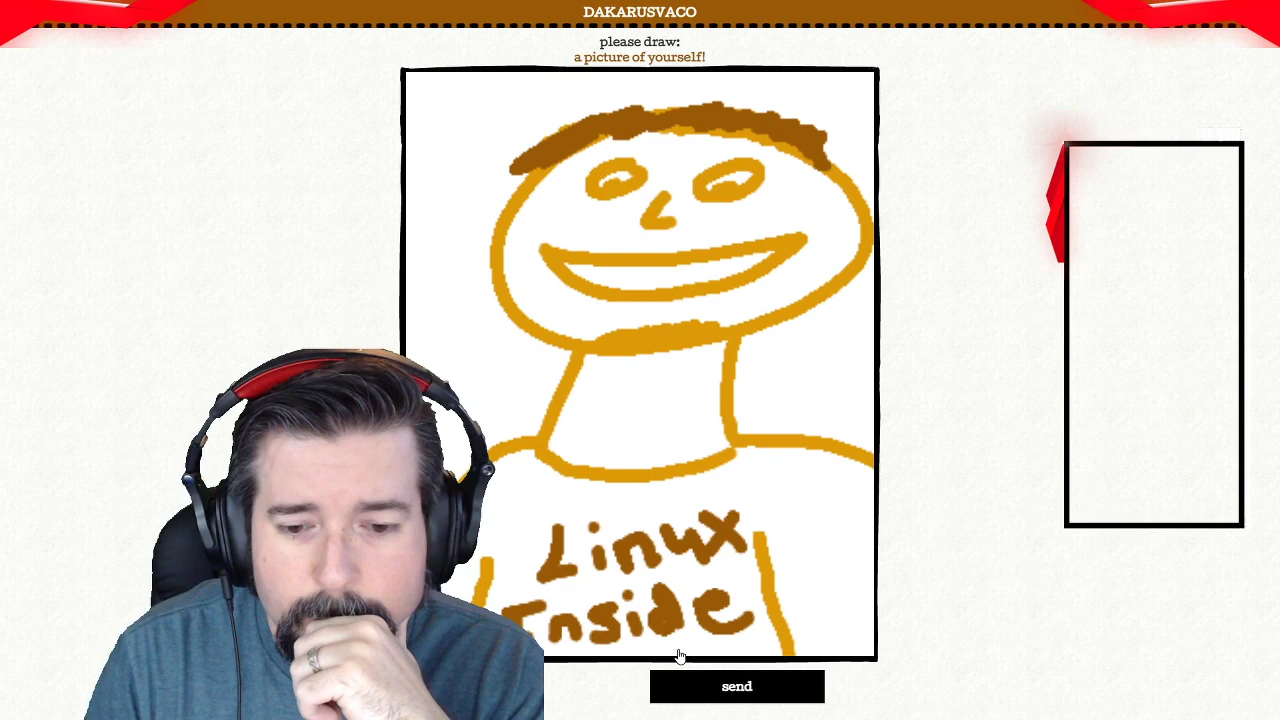 DAKARUSVACO
please draw:
a picture of yourself!
Linux
Inside
send